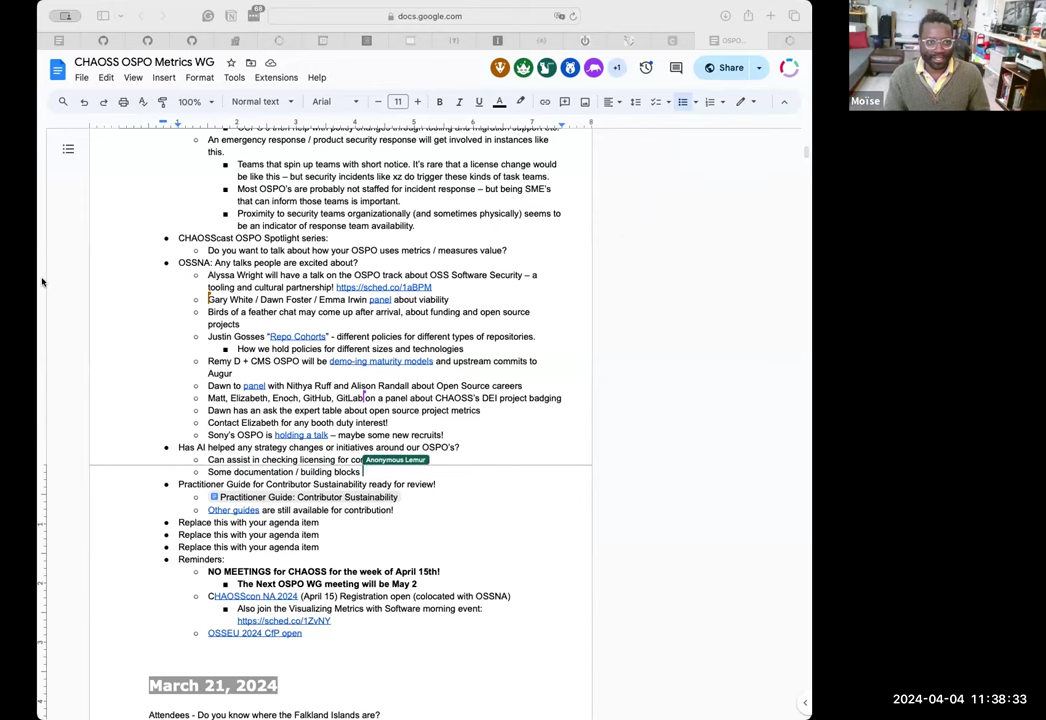 docs.google.com
OSPO...
CHAOSS OSPO Metrics WG
File Edit View Insert Format Tools Extensions Help
+1
Share
100%
Normal text
Arial
11
B I U A
2 3 4 5 6 7 8
An emergency response / product security response will get involved in instances like
this.
Teams that spin up teams with short notice. It's rare that a license change would
be like this – but security incidents like xz do trigger these kinds of task teams.
Most OSPO's are probably not staffed for incident response – but being SME's
that can inform those teams is important.
Proximity to security teams organizationally (and sometimes physically) seems to
be an indicator of response team availability.
CHAOSScast OSPO Spotlight series:
Do you want to talk about how your OSPO uses metrics / measures value?
OSSNA: Any talks people are excited about?
Alyssa Wright will have a talk on the OSPO track about OSS Software Security – a
tooling and cultural partnership! https://sched.co/1aBPM
Gary White / Dawn Foster / Emma Irwin panel about viability
Birds of a feather chat may come up after arrival, about funding and open source
projects
Justin Gosses "Repo Cohorts" - different policies for different types of repositories.
How we hold policies for different sizes and technologies
Remy D + CMS OSPO will be demo-ing maturity models and upstream commits to
Augur
Dawn to panel with Nithya Ruff and Alison Randall about Open Source careers
Matt, Elizabeth, Enoch, GitHub, GitLab on a panel about CHAOSS's DEI project badging
Dawn has an ask the expert table about open source project metrics
Contact Elizabeth for any booth duty interest!
Sony's OSPO is holding a talk – maybe some new recruits!
Has AI helped any strategy changes or initiatives around our OSPO's?
Can assist in checking licensing for
Anonymous Lemur
Some documentation / building blocks
Practitioner Guide for Contributor Sustainability ready for review!
Practitioner Guide: Contributor Sustainability
Other guides are still available for contribution!
Replace this with your agenda item
Replace this with your agenda item
Replace this with your agenda item
Reminders:
NO MEETINGS for CHAOSS for the week of April 15th!
The Next OSPO WG meeting will be May 2
CHAOSScon NA 2024 (April 15) Registration open (colocated with OSSNA)
Also join the Visualizing Metrics with Software morning event:
https://sched.co/1ZvNY
OSSEU 2024 CfP open
March 21, 2024
Attendees - Do you know where the Falkland Islands are?
Moïse
2024-04-04 11:38:33